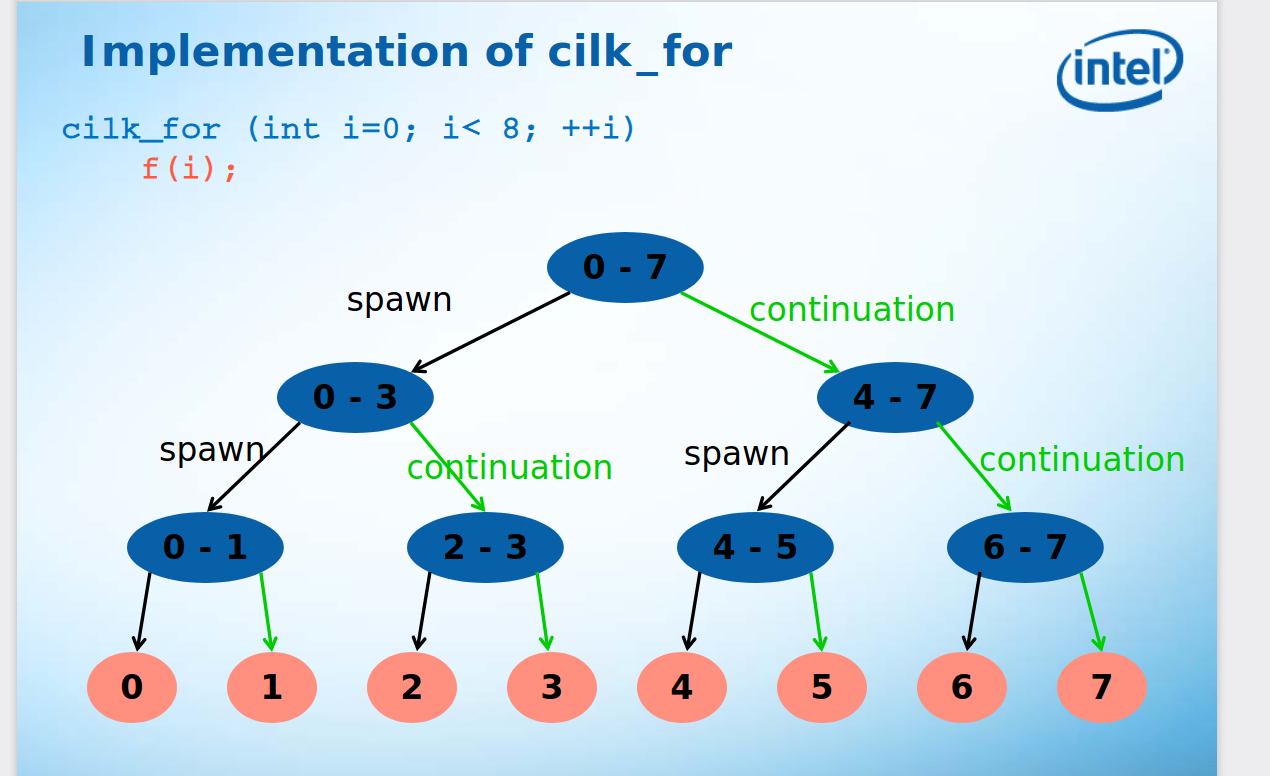 Implementation of cilk_for
intel®
cilk_for (int i=0; i< 8; ++i)
f(i);
0 - 7
spawn
continuation
0 - 3
4 - 7
spawn
continuation
spawn
continuation
0 - 1
2 - 3
4 - 5
6 - 7
0
1
2
3
4
5
6
7